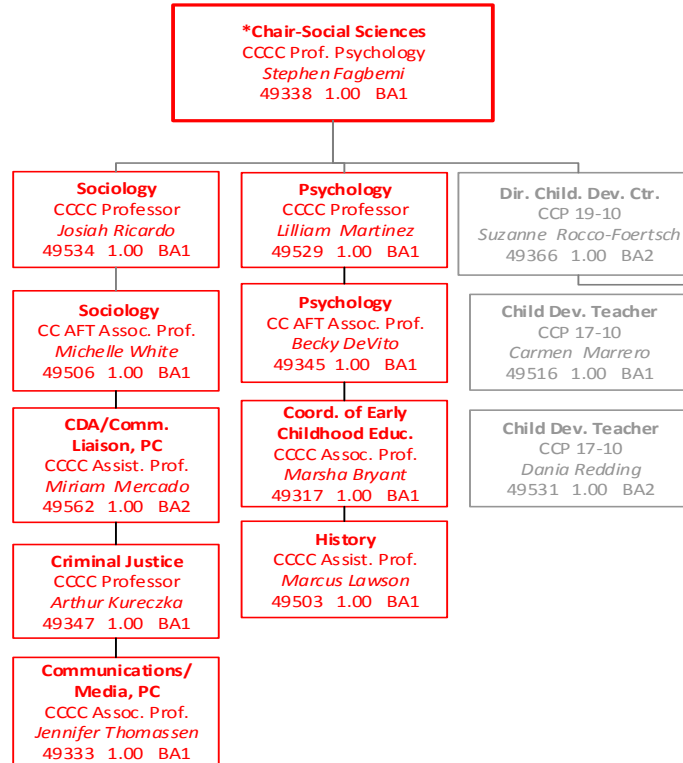 *Chair-Social Sciences
CCCC Prof. Psychology
Stephen Fagbemi
49338 1.00 BA1
Sociology
CCCC Professor
Josiah Ricardo
49534 1.00 BA1
Sociology
CC AFT Assoc. Prof.
Michelle White
49506 1.00 BA1
CDA/Comm.
Liaison, PC
CCCC Assist. Prof.
Miriam Mercado
49562 1.00 BA2
Criminal Justice
CCCC Professor
Arthur Kureczka
49347 1.00 BA1
Communications/
Media, PC
CCCC Assoc. Prof.
Jennifer Thomassen
49333 1.00 BA1
Psychology
CCCC Professor
Lilliam Martinez
49529 1.00 BA1
Psychology
CC AFT Assoc. Prof.
Becky DeVito
49345 1.00 BA1
Coord. of Early
Childhood Educ.
CCCC Assoc. Prof.
Marsha Bryant
49317 1.00 BA1
History
CCCC Assist. Prof.
Marcus Lawson
49503 1.00 BA1
Dir. Child. Dev. Ctr.
CCP 19-10
Suzanne Rocco-Foertsch
49366 1.00 BA2
Child Dev. Teacher
CCP 17-10
Carmen Marrero
49516 1.00 BA1
Child Dev. Teacher
CCP 17-10
Dania Redding
49531 1.00 BA2